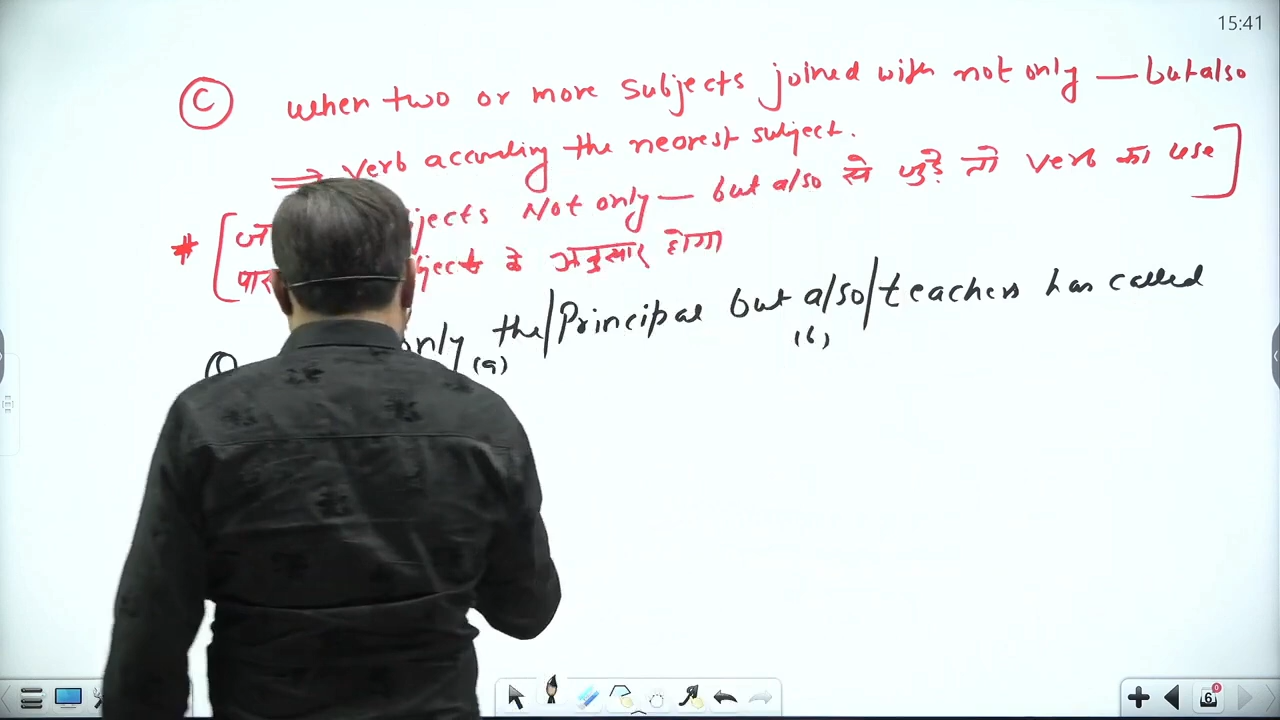 15:41
C when two or more subjects joined with not only — but also
⇒ verb according the nearest subject.
* [ jects Not only — but also से जुड़े तो verb का use ]
पास ject के अनुसार होगा
only the/Principal but also/teachers has called
(a) (b)
6